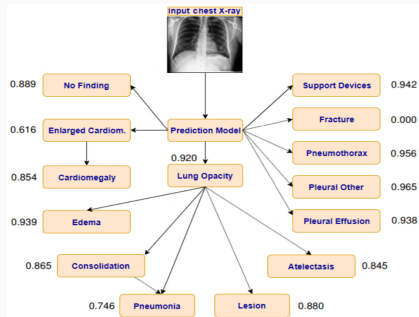 Input chest X-ray
0.889 No Finding
Support Devices 0.942
0.616 Enlarged Cardiom.
Prediction Model
Fracture 0.000
0.920
Pneumothorax 0.956
0.854 Cardiomegaly
Lung Opacity
Pleural Other 0.965
0.939 Edema
Pleural Effusion 0.938
0.865 Consolidation
Atelectasis 0.845
0.746 Pneumonia
Lesion 0.880